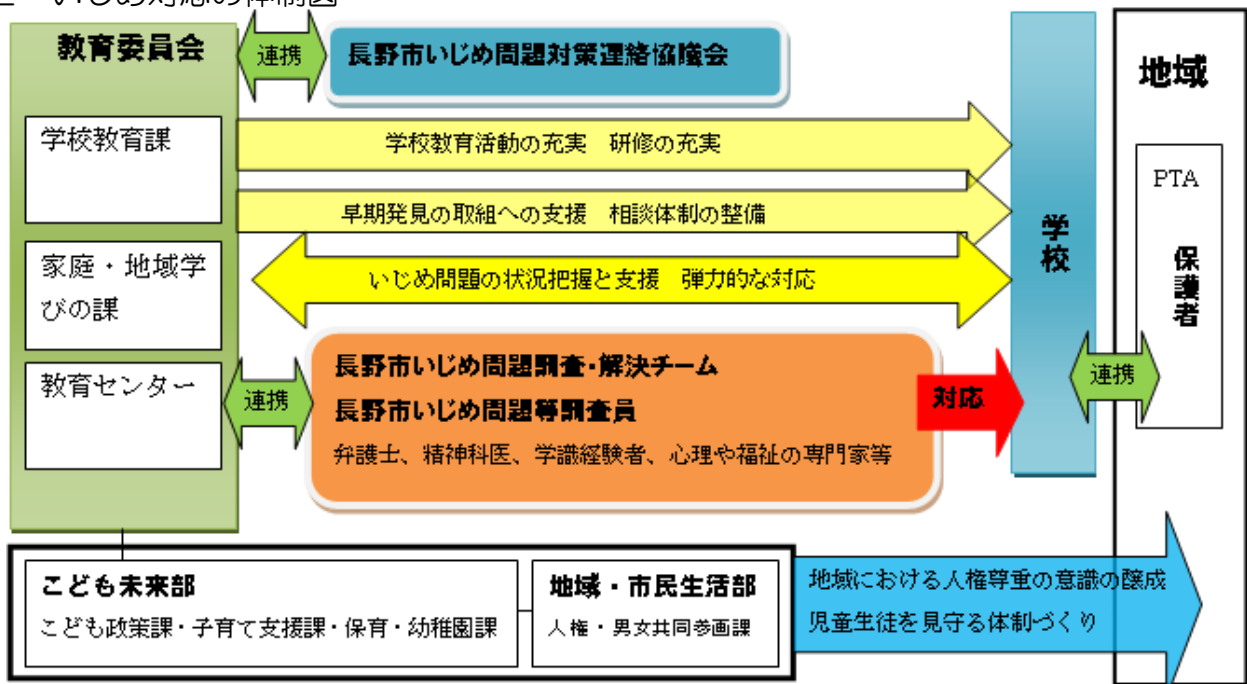 いじめ対応の体制図
教育委員会
連携
長野市いじめ問題対策連絡協議会
地域
学校教育課
学校教育活動の充実　研修の充実
早期発見の取組への支援　相談体制の整備
家庭・地域学
びの課
いじめ問題の状況把握と支援　弾力的な対応
学校
PTA
保護者
教育センター
連携
長野市いじめ問題調査・解決チーム
長野市いじめ問題等調査員
弁護士、精神科医、学識経験者、心理や福祉の専門家等
対応
連携
こども未来部
こども政策課・子育て支援課・保育・幼稚園課
地域・市民生活部
人権・男女共同参画課
地域における人権尊重の意識の醸成
児童生徒を見守る体制づくり